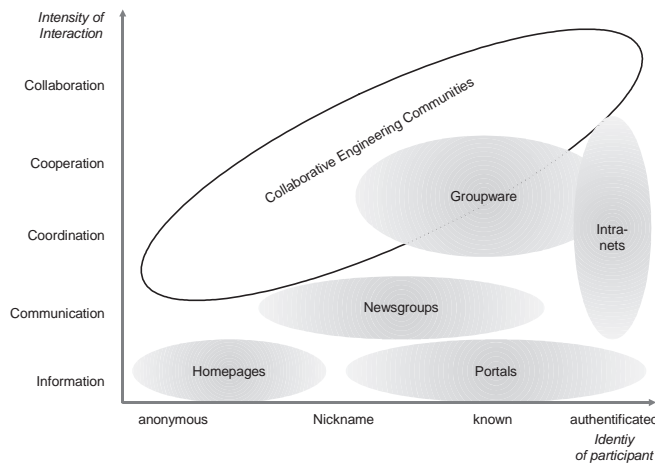 Intensity of
Interaction
Collaboration
Collaborative Engineering Communities
Cooperation
Groupware
Coordination
Intra-
nets
Communication
Newsgroups
Homepages
Portals
Information
anonymous
Nickname
known
authentificated
Identiy
of participant